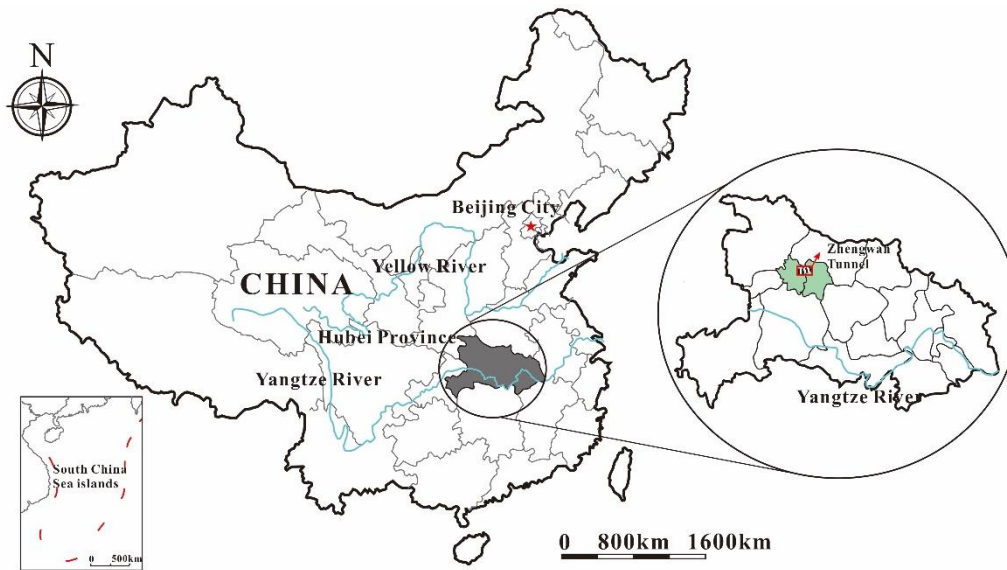 N
Beijing City
Yellow River
CHINA
Hubei Province
Yangtze River
South China
Sea islands
0 500km
0 800km 1600km
Zhengwan
Tunnel
Yangtze River